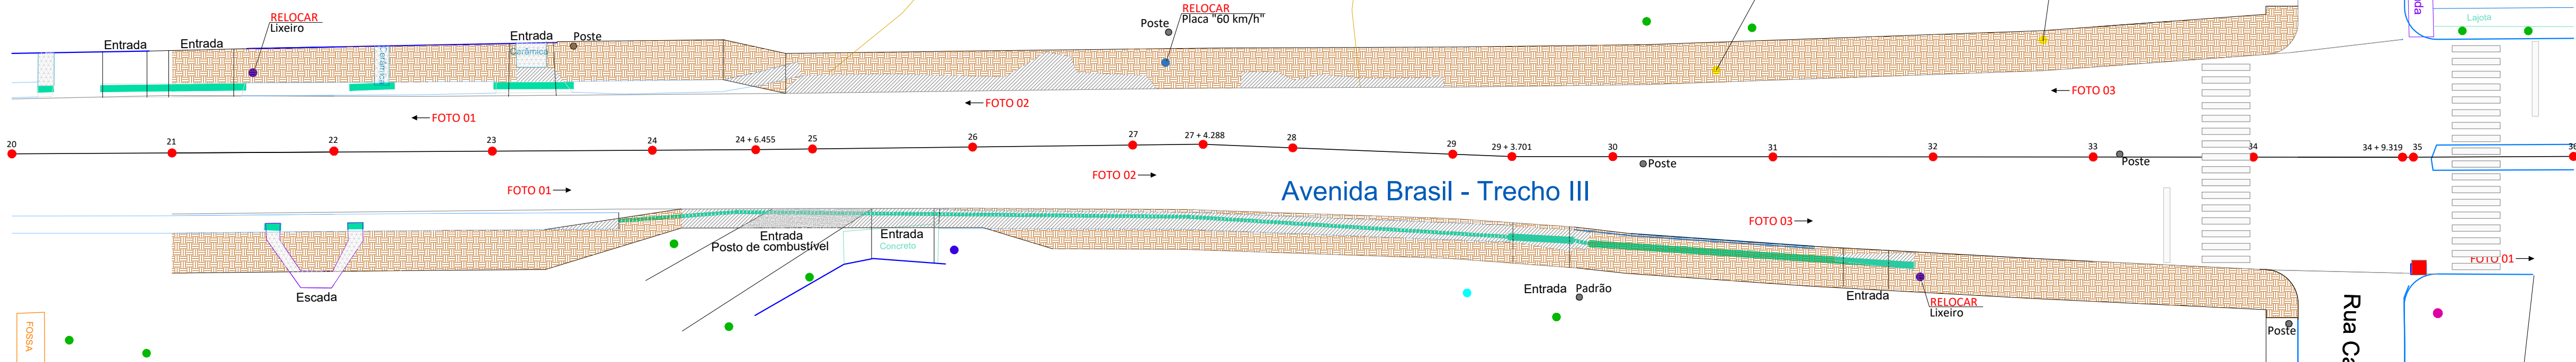 RELOCAR
Lixeiro
Entrada
Entrada
Entrada
Cerâmica
Cerâmica
Poste
RELOCAR
Placa "60 km/h"
Poste
Lajota
FOTO 01
FOTO 02
FOTO 03
20
21
22
23
24
24 + 6.455
25
26
27
27 + 4.288
28
29
29 + 3.701
30
31
32
33
34
34 + 9.319
35
36
Poste
Poste
FOTO 01
FOTO 02
Avenida Brasil - Trecho III
FOTO 03
FOTO 01
Entrada
Posto de combustível
Entrada
Concreto
Escada
Entrada
Padrão
Entrada
RELOCAR
Lixeiro
Poste
Rua
FOSSA